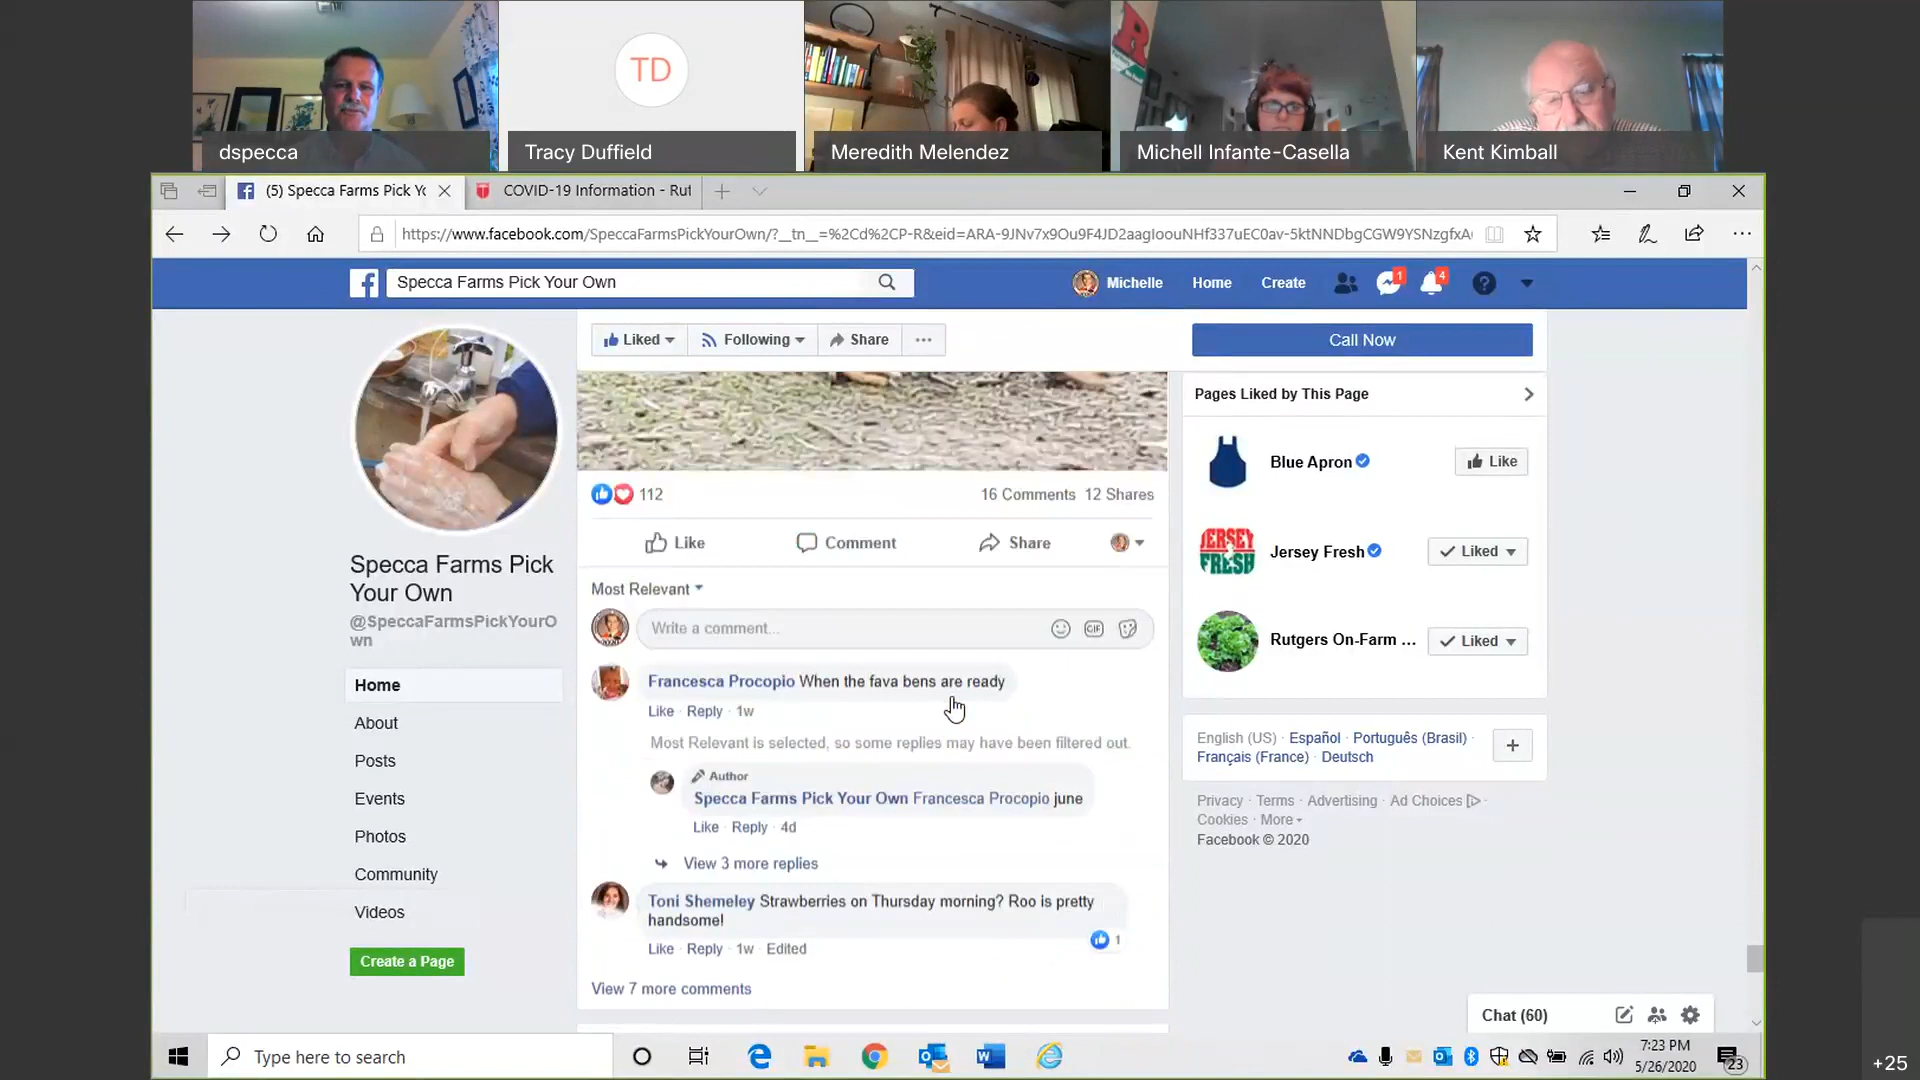 TD
R
dspecca
Tracy Duffield
Meredith Melendez
Michell Infante-Casella
Kent Kimball
(5) Specca Farms Pick Yo
COVID-19 Information - Rut
https://www.facebook.com/SpeccaFarmsPickYourOwn/?__tn__=%2Cd%2CP-R&eid=ARA-9JNv7x9Ou9F4JD2aagIoouNHf337uEC0av-5ktNNDbgCGW9YSNzgfxA
Specca Farms Pick Your Own
Michelle
Home
Create
1
4
Liked
Following
Share
Call Now
Specca Farms Pick
Your Own
@SpeccaFarmsPickYourO
wn
Home
About
Posts
Events
Photos
Community
Videos
Create a Page
112
16 Comments 12 Shares
Like
Comment
Share
Most Relevant
Write a comment...
GIF
Francesca Procopio When the fava bens are ready
Like · Reply · 1w
Most Relevant is selected, so some replies may have been filtered out.
Author
Specca Farms Pick Your Own Francesca Procopio june
Like · Reply · 4d
View 3 more replies
Toni Shemeley Strawberries on Thursday morning? Roo is pretty
handsome!
1
Like · Reply · 1w · Edited
View 7 more comments
Pages Liked by This Page
Blue Apron
Like
JERSEY
FRESH
Jersey Fresh
Liked
Rutgers On-Farm ...
Liked
English (US) · Español · Português (Brasil) ·
Français (France) · Deutsch
Privacy · Terms · Advertising · Ad Choices ·
Cookies · More
Facebook © 2020
Chat (60)
Type here to search
7:23 PM
5/26/2020
23
+25